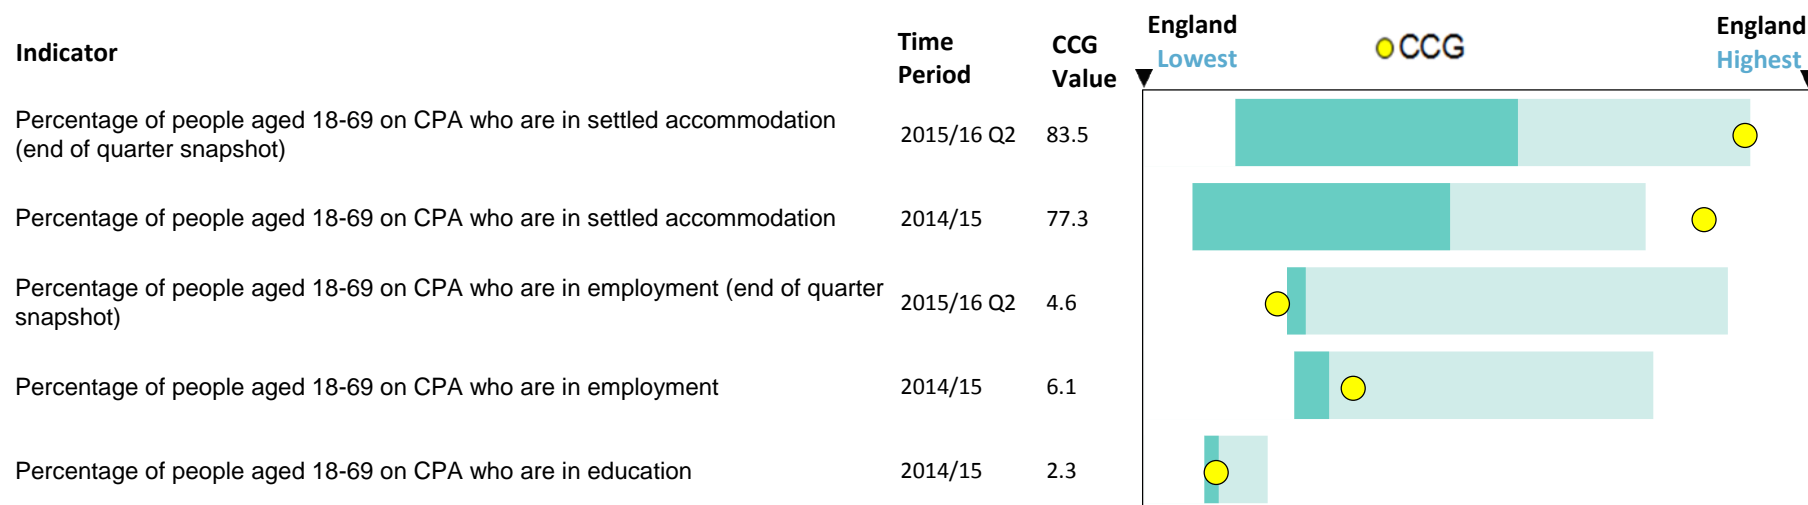 Indicator
Time
Period
CCG
Value
England
Lowest
CCG
England
Highest
Percentage of people aged 18-69 on CPA who are in settled accommodation
(end of quarter snapshot)
2015/16 Q2
83.5
Percentage of people aged 18-69 on CPA who are in settled accommodation
2014/15
77.3
Percentage of people aged 18-69 on CPA who are in employment (end of quarter
snapshot)
2015/16 Q2
4.6
Percentage of people aged 18-69 on CPA who are in employment
2014/15
6.1
Percentage of people aged 18-69 on CPA who are in education
2014/15
2.3